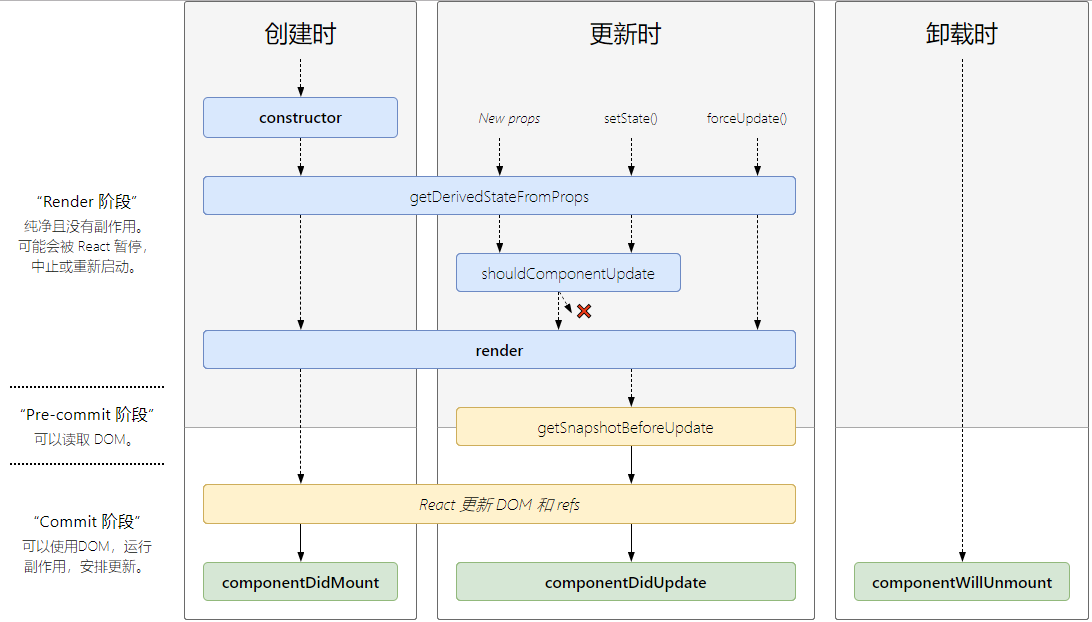 创建时
更新时
卸载时
constructor
New props
setState()
forceUpdate()
getDerivedStateFromProps
“Render 阶段”
纯净且没有副作用。
可能会被 React 暂停，
中止或重新启动。
shouldComponentUpdate
render
“Pre-commit 阶段”
可以读取 DOM。
getSnapshotBeforeUpdate
React 更新 DOM 和 refs
“Commit 阶段”
可以使用DOM，运行
副作用，安排更新。
componentDidMount
componentDidUpdate
componentWillUnmount